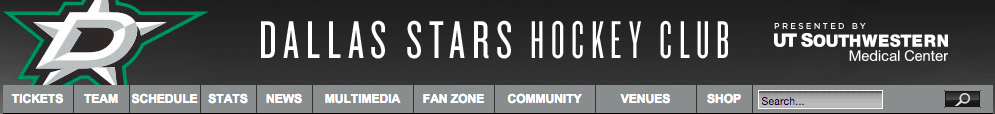 D
DALLAS STARS HOCKEY CLUB
PRESENTED BY
UT SOUTHWESTERN
Medical Center
TICKETS TEAM SCHEDULE STATS NEWS MULTIMEDIA FAN ZONE COMMUNITY VENUES SHOP Search...